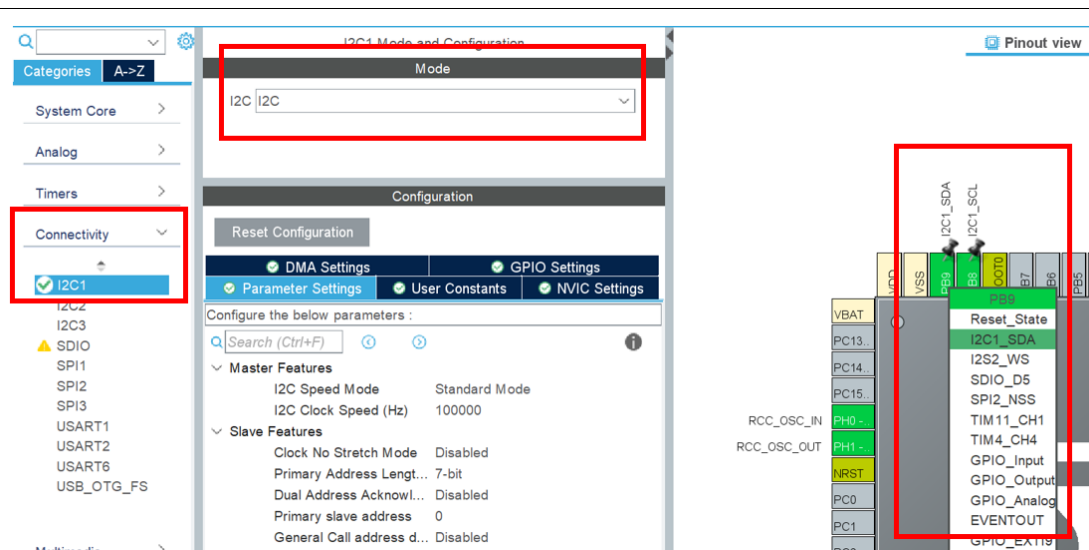 I2C1 Mode and Configuration
Pinout view
Categories
A->Z
Mode
System Core
I2C I2C
Analog
Timers
Configuration
Connectivity
Reset Configuration
DMA Settings
GPIO Settings
I2C1
Parameter Settings
User Constants
NVIC Settings
I2C2
I2C3
SDIO
SPI1
SPI2
SPI3
USART1
USART2
USART6
USB_OTG_FS
Multimedia
Configure the below parameters :
Search (Ctrl+F)
Master Features
I2C Speed Mode Standard Mode
I2C Clock Speed (Hz) 100000
Slave Features
Clock No Stretch Mode Disabled
Primary Address Lengt... 7-bit
Dual Address Acknowl... Disabled
Primary slave address 0
General Call address d... Disabled
I2C1_SDA
I2C1_SCL
VDD
VSS
PB9
B8
OOT0
B7
B6
PB5
VBAT
PC13..
PC14..
PC15..
RCC_OSC_IN PH0 -..
RCC_OSC_OUT PH1 -..
NRST
PC0
PC1
PB9
Reset_State
I2C1_SDA
I2S2_WS
SDIO_D5
SPI2_NSS
TIM11_CH1
TIM4_CH4
GPIO_Input
GPIO_Output
GPIO_Analog
EVENTOUT
GPIO_EXTI9